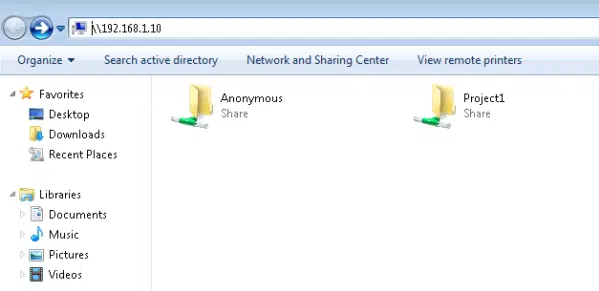 \\192.168.1.10
Organize Search active directory Network and Sharing Center View remote printers
Favorites
Desktop
Downloads
Recent Places
Libraries
Documents
Music
Pictures
Videos
Anonymous
Share
Project1
Share